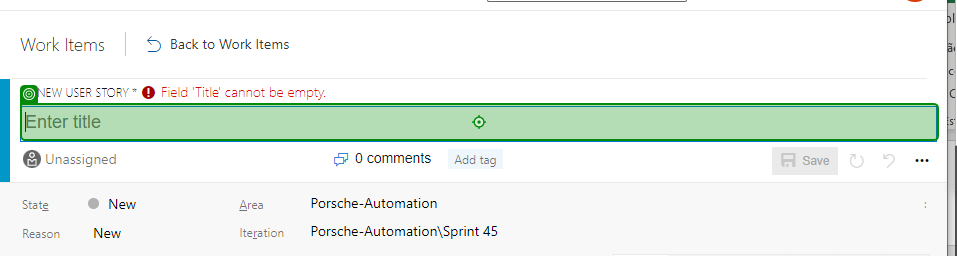 Work Items Back to Work Items
NEW USER STORY * Field 'Title' cannot be empty.
Enter title
Unassigned 0 comments Add tag Save
State New Area Porsche-Automation
Reason New Iteration Porsche-Automation\Sprint 45